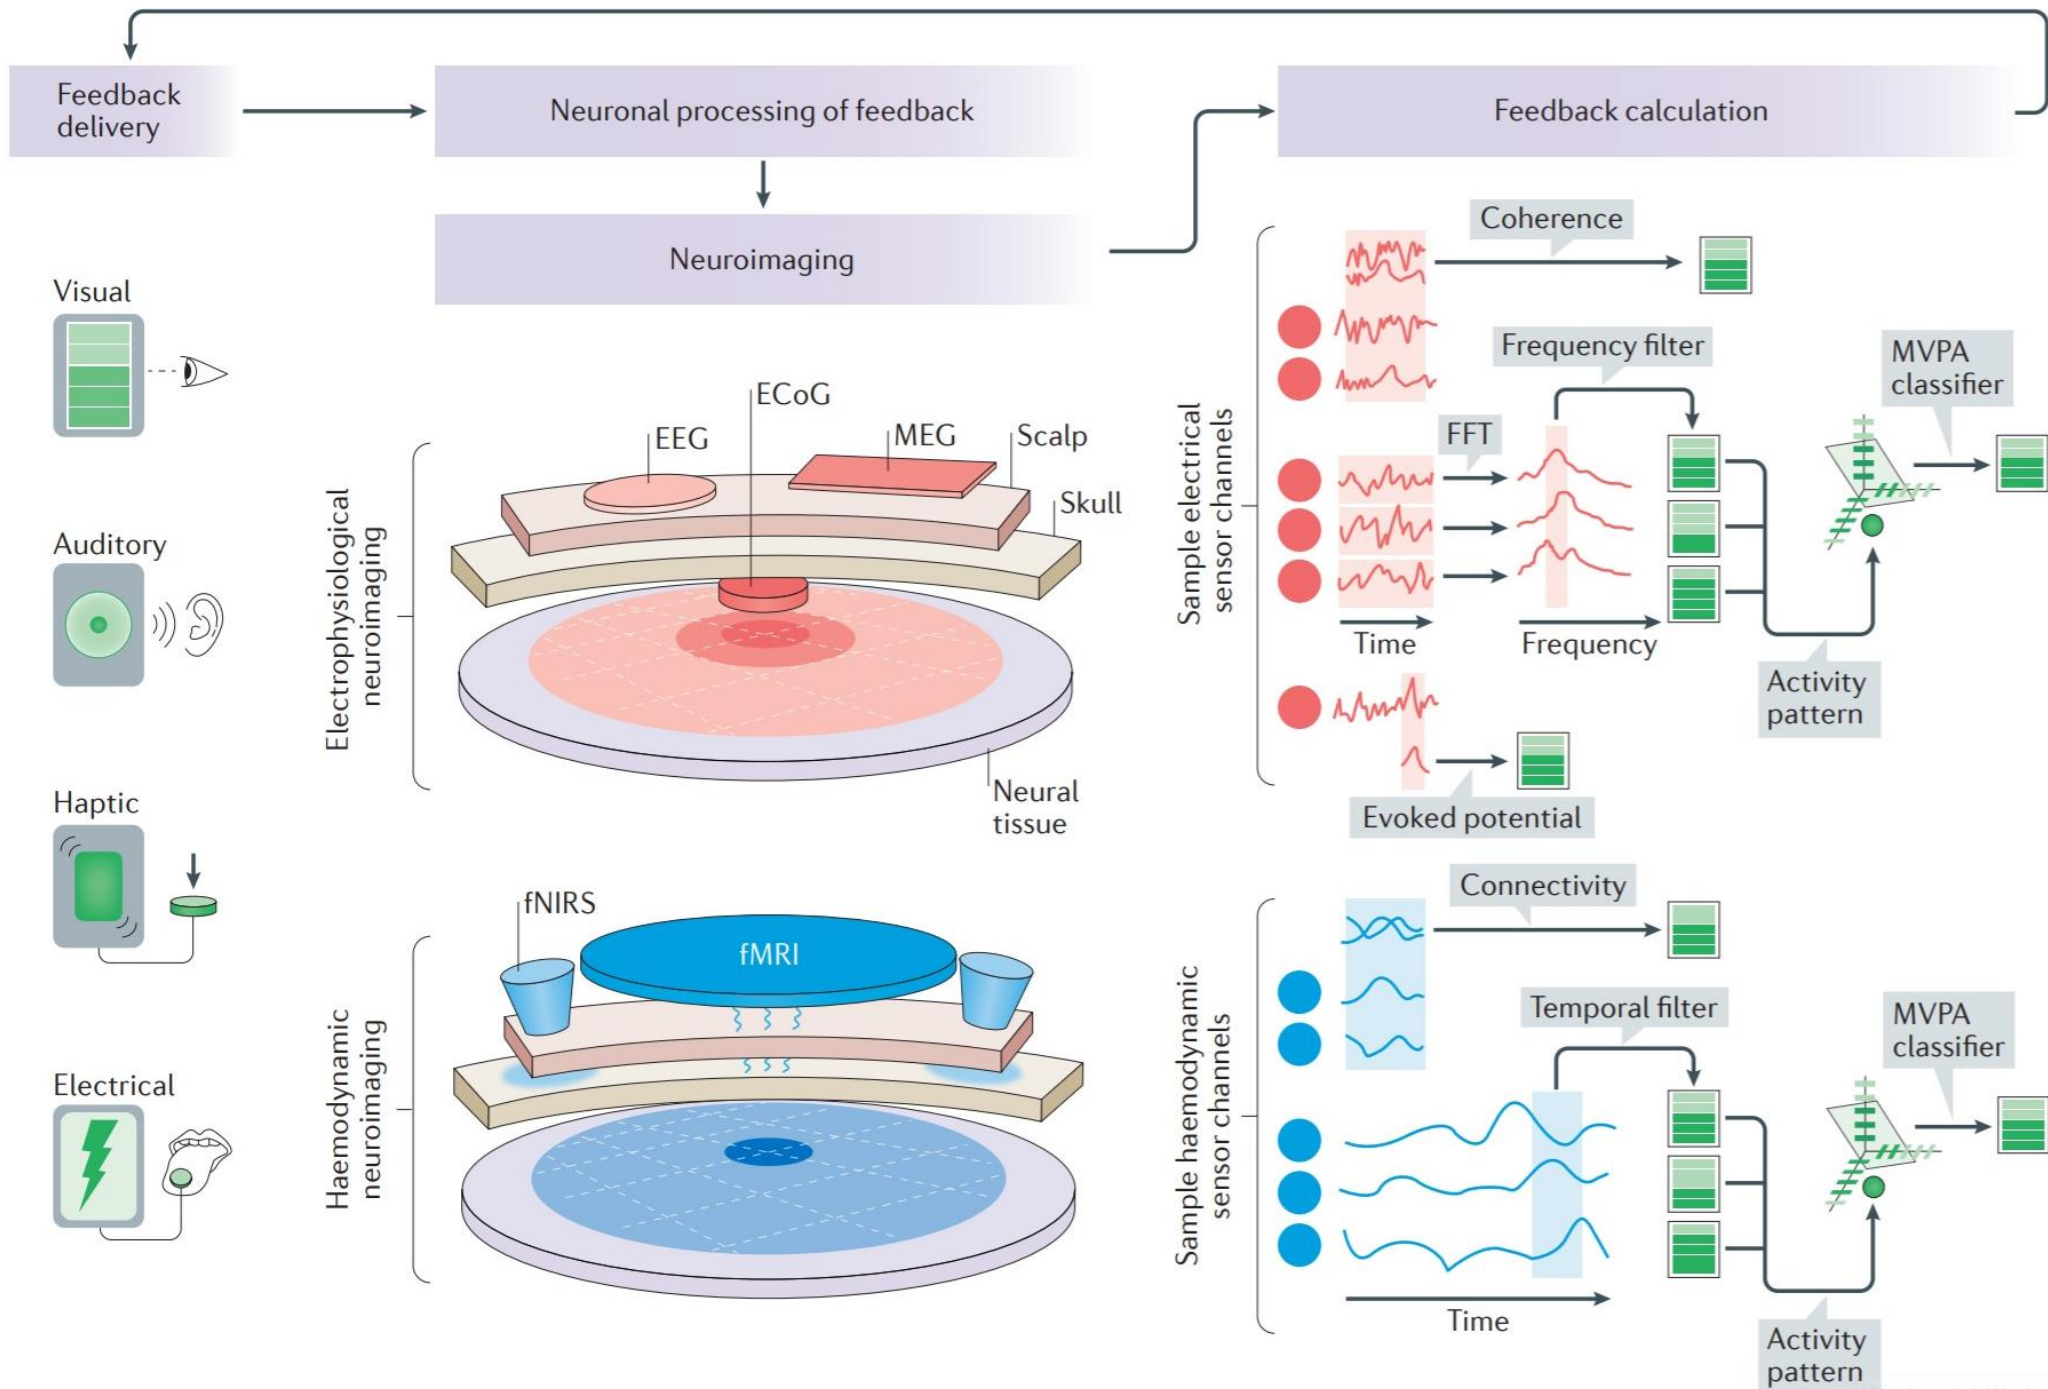 Feedback
delivery
Neuronal processing of feedback
Feedback calculation
Neuroimaging
Visual
Auditory
Haptic
Electrical
Electrophysiological
neuroimaging
EEG
ECoG
MEG
Scalp
Skull
Neural
tissue
Haemodynamic
neuroimaging
fNIRS
fMRI
Sample electrical
sensor channels
Coherence
Frequency filter
MVPA
classifier
FFT
Time
Frequency
Activity
pattern
Evoked potential
Sample haemodynamic
sensor channels
Connectivity
Temporal filter
MVPA
classifier
Time
Activity
pattern